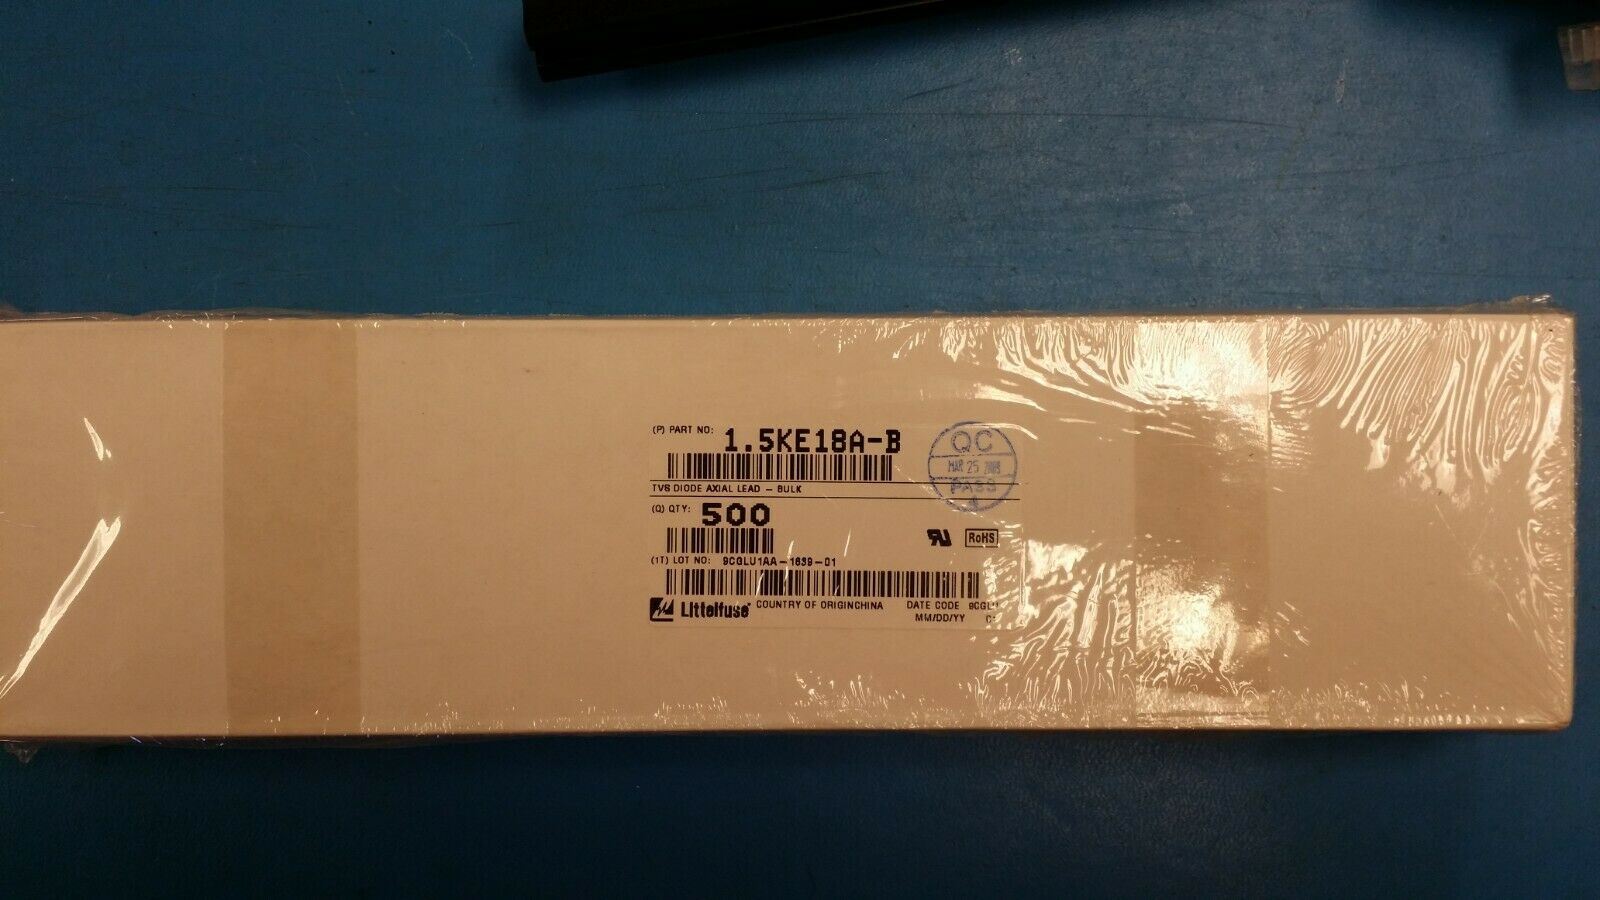 (P) PART NO: 1.5KE18A-B
QC
MAR 25
PASS
TVS DIODE AXIAL LEAD - BULK
(Q) QTY: 500
RoHS
(1T) LOT NO: 9CGLU1AA-1639-01
Littelfuse COUNTRY OF ORIGINCHINA DATE CODE 9CGLU
MM/DD/YY